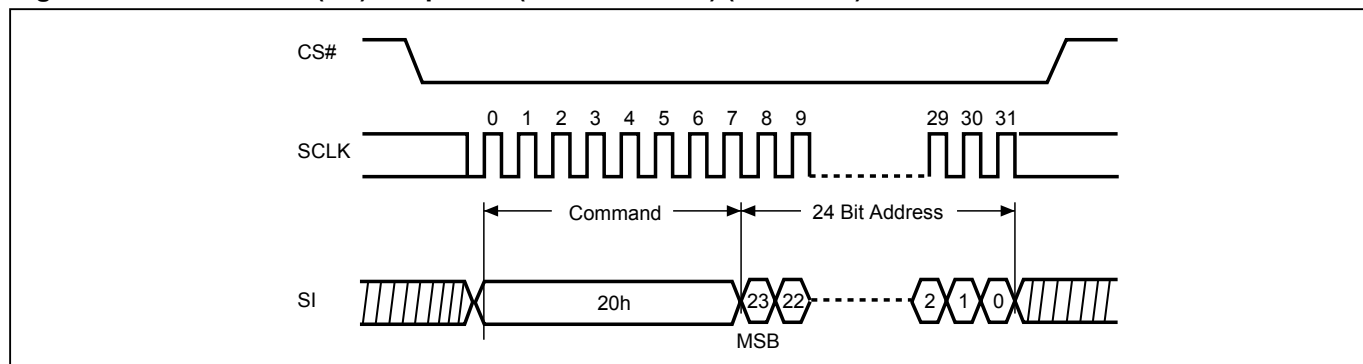 CS#
0 1 2 3 4 5 6 7 8 9 29 30 31
SCLK
Command 24 Bit Address
SI 20h 23 22 2 1 0
MSB